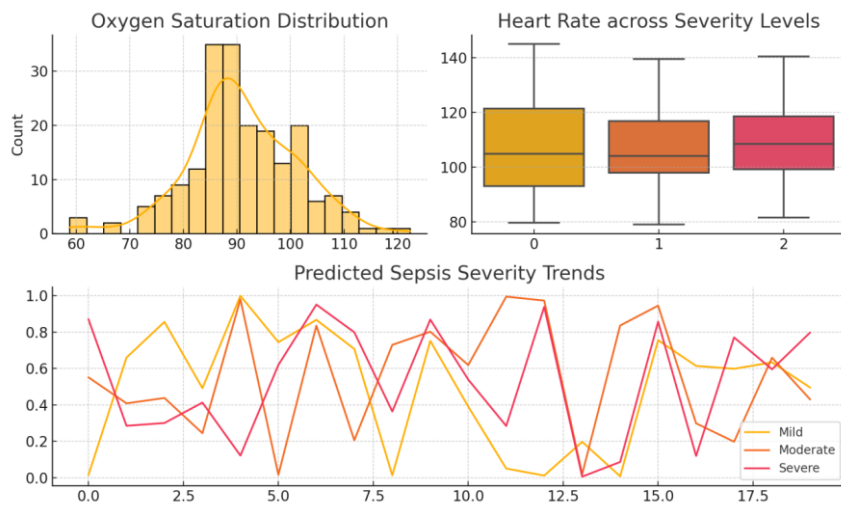 Oxygen Saturation Distribution
Count
30
20
10
0
60 70 80 90 100 110 120
Heart Rate across Severity Levels
140
120
100
80
0 1 2
Predicted Sepsis Severity Trends
1.0
0.8
0.6
0.4
0.2
0.0
0.0 2.5 5.0 7.5 10.0 12.5 15.0 17.5
Mild
Moderate
Severe